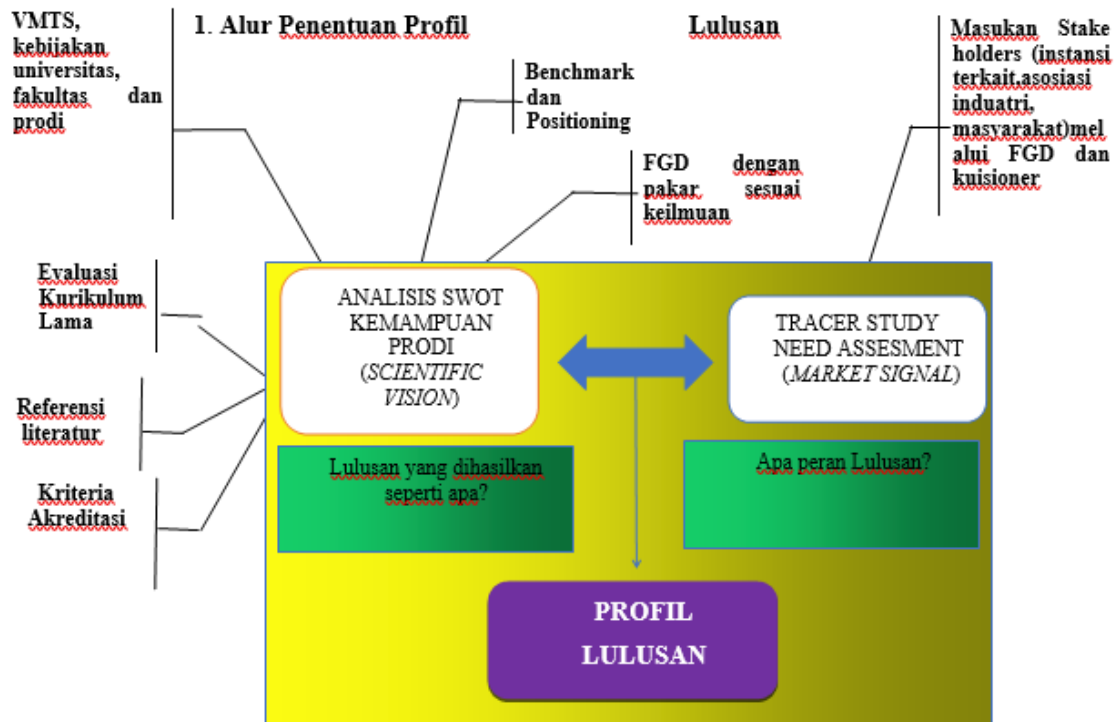 VMTS,
kebijakan
universitas,
fakultas dan
prodi
1. Alur Penentuan Profil Lulusan
Benchmark
dan
Positioning
FGD dengan
pakar sesuai
keilmuan
Masukan Stake
holders (instansi
terkait,asosiasi
induatri,
masyarakat)mel
alui FGD dan
kuisioner
Evaluasi
Kurikulum
Lama
Referensi
literatur
Kriteria
Akreditasi
ANALISIS SWOT
KEMAMPUAN
PRODI
(SCIENTIFIC
VISION)
TRACER STUDY
NEED ASSESMENT
(MARKET SIGNAL)
Lulusan yang dihasilkan
seperti apa?
Apa peran Lulusan?
PROFIL
LULUSAN